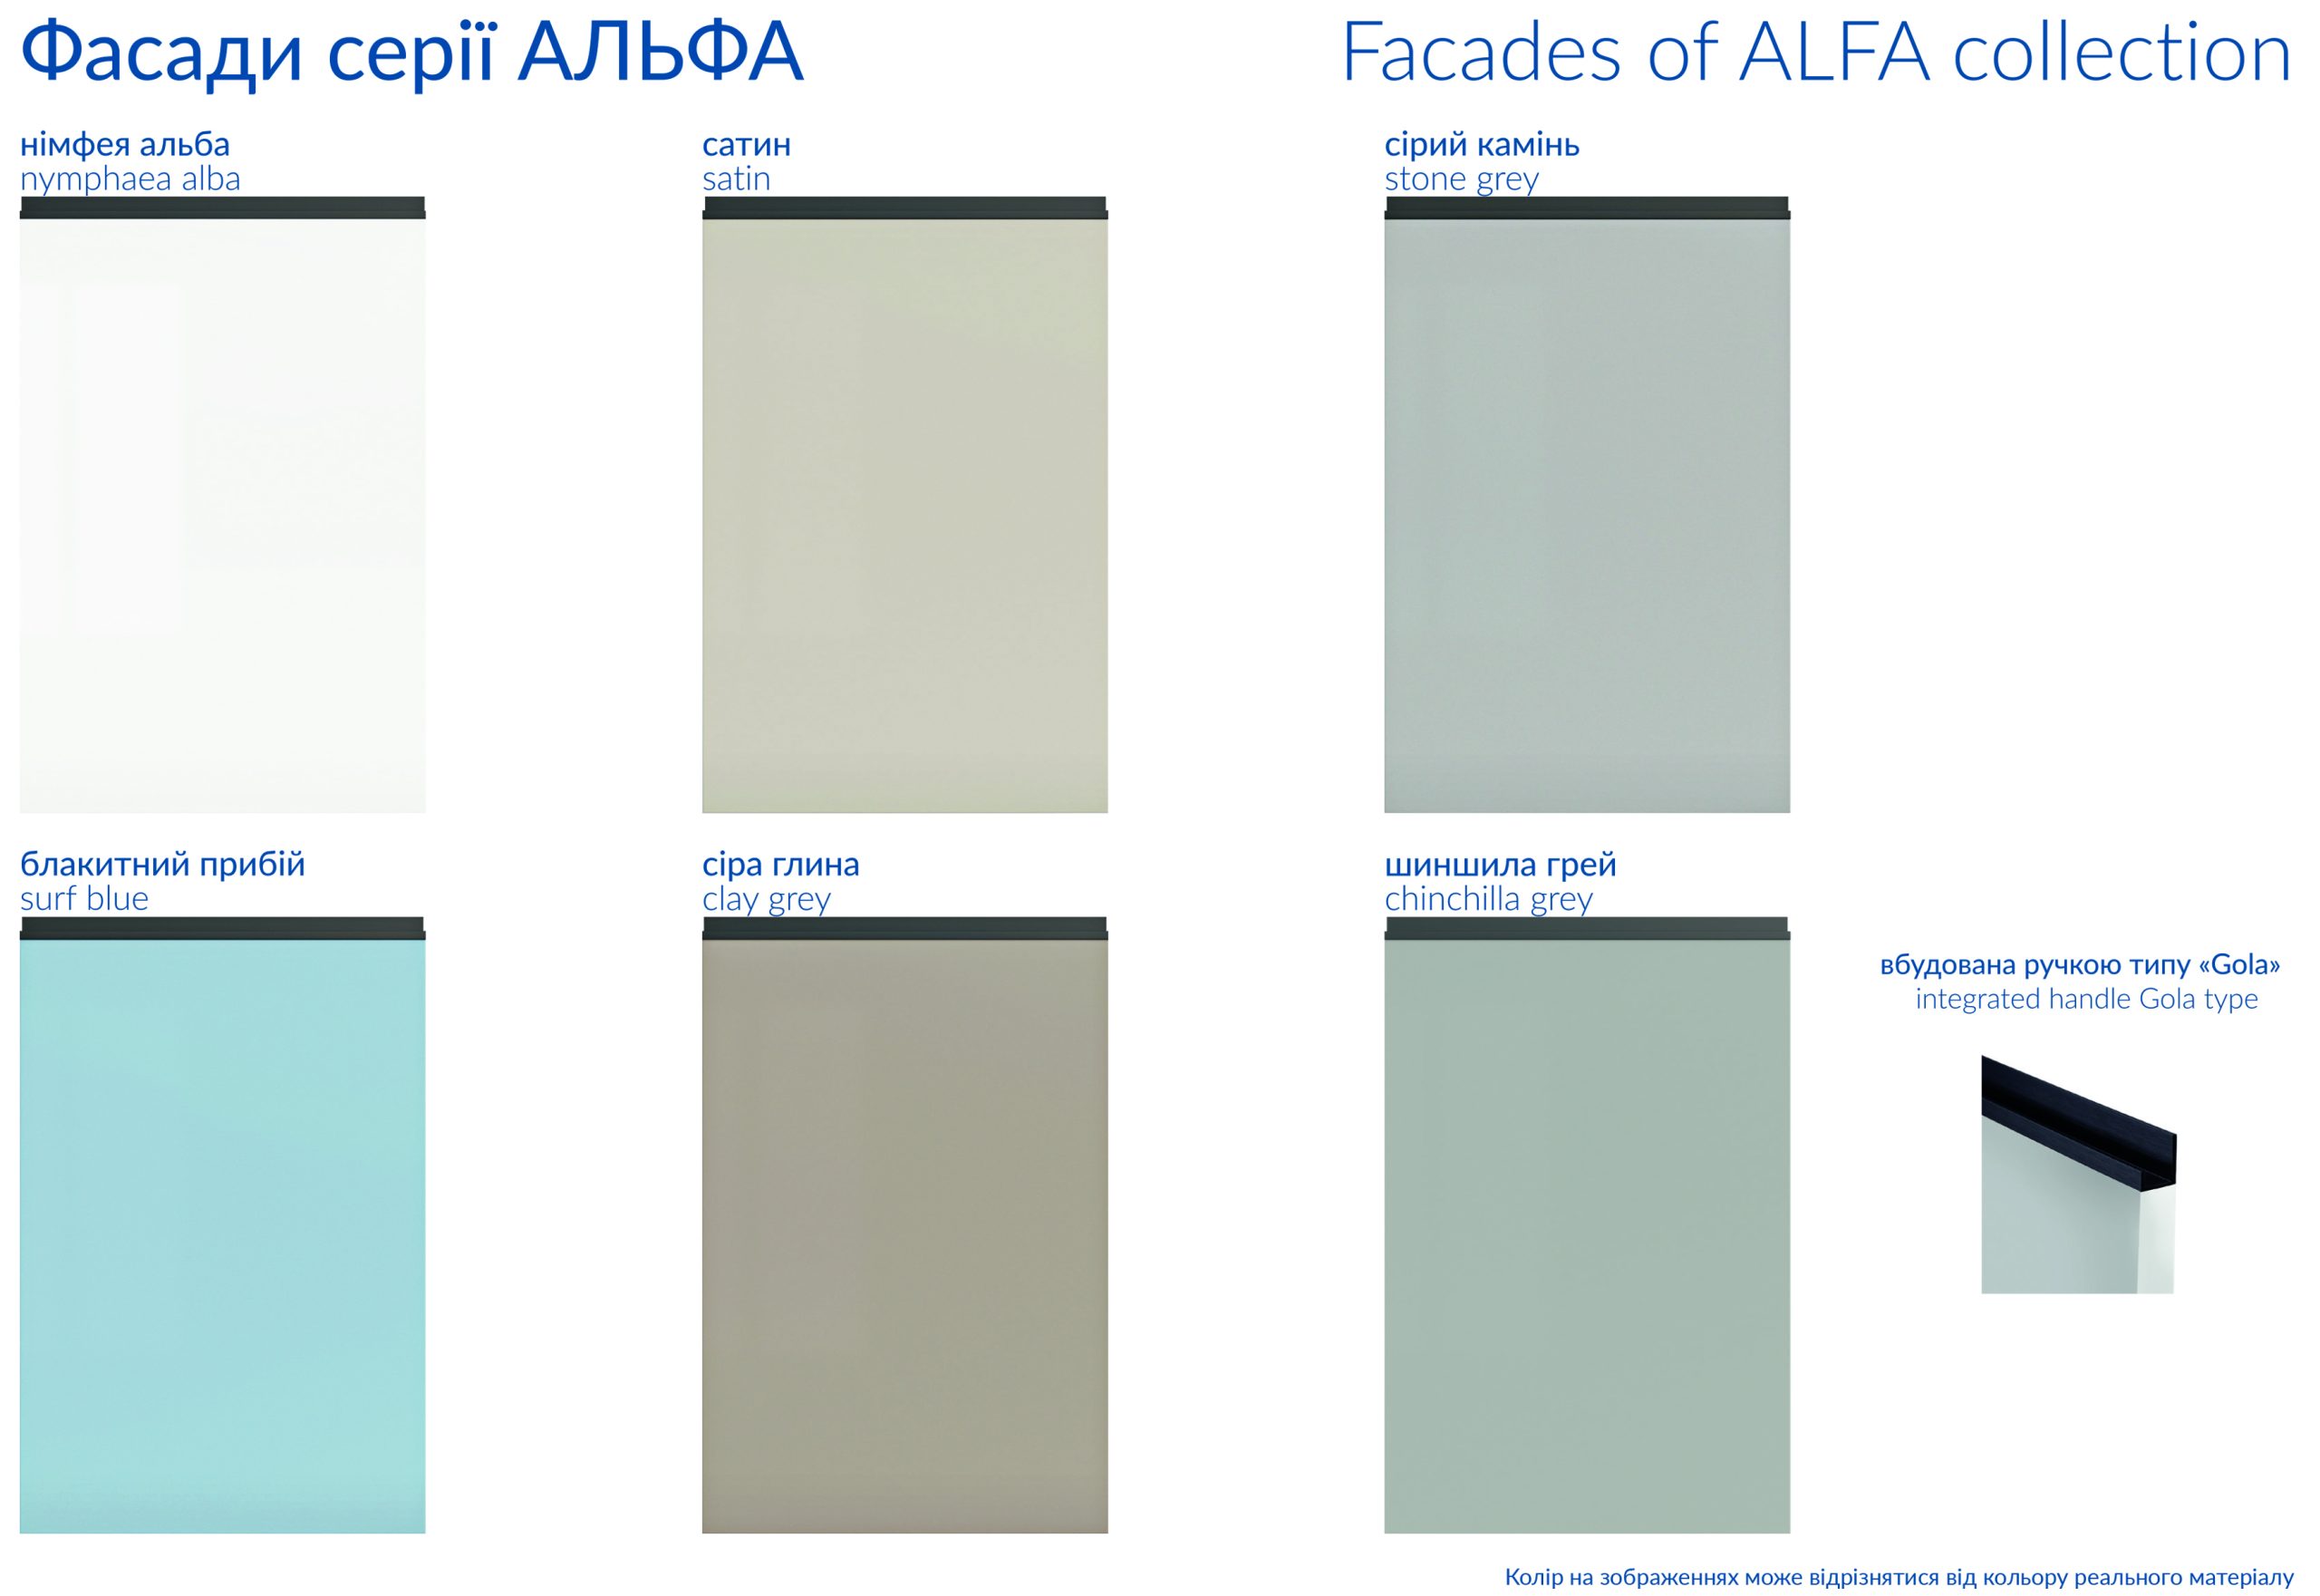 Фасади серії АЛЬФА
Facades of ALFA collection
німфея альба
nymphaea alba
сатин
satin
сірий камінь
stone grey
блакитний прибій
surf blue
сіра глина
clay grey
шиншила грей
chinchilla grey
вбудована ручкою типу «Gola»
integrated handle Gola type
Колір на зображеннях може відрізнятися від кольору реального матеріалу